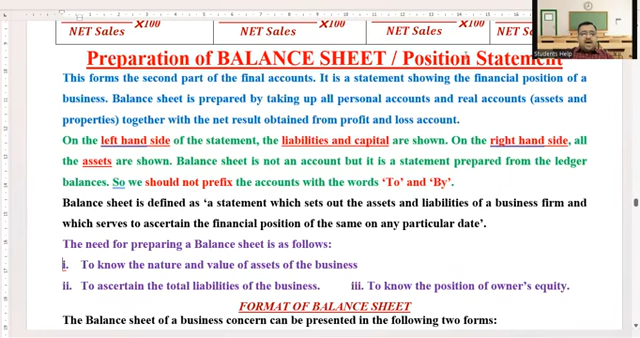 X100 X100 X100
NET Sales NET Sales NET Sales NET S
Preparation of BALANCE SHEET / Position Statement
Students Help
This forms the second part of the final accounts. It is a statement showing the financial position of a
business. Balance sheet is prepared by taking up all personal accounts and real accounts (assets and
properties) together with the net result obtained from profit and loss account.
On the left hand side of the statement, the liabilities and capital are shown. On the right hand side, all
the assets are shown. Balance sheet is not an account but it is a statement prepared from the ledger
balances. So we should not prefix the accounts with the words ‘To’ and ‘By’.
Balance sheet is defined as ‘a statement which sets out the assets and liabilities of a business firm and
which serves to ascertain the financial position of the same on any particular date’.
The need for preparing a Balance sheet is as follows:
i. To know the nature and value of assets of the business
ii. To ascertain the total liabilities of the business. iii. To know the position of owner’s equity.
FORMAT OF BALANCE SHEET
The Balance sheet of a business concern can be presented in the following two forms: